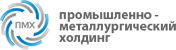 ПМХ
промышленно -
металлургический
холдинг